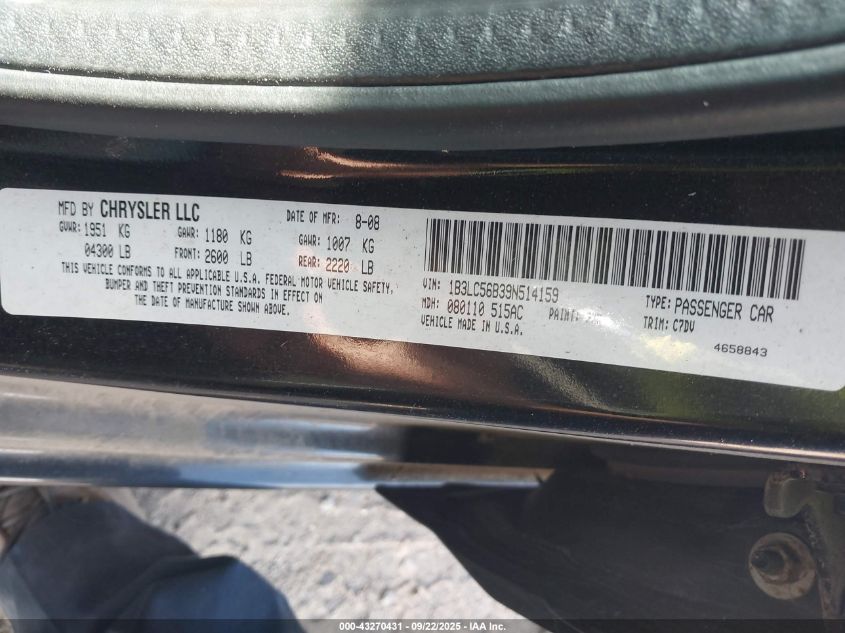 MFD BY CHRYSLER LLC
DATE OF MFR: 8-08
GVWR: 1951 KG GAWR: 1180 KG GAWR: 1007 KG
04300 LB FRONT: 2600 LB REAR: 2220 LB
THIS VEHICLE CONFORMS TO ALL APPLICABLE U.S.A. FEDERAL MOTOR VEHICLE SAFETY,
BUMPER AND THEFT PREVENTION STANDARDS IN EFFECT ON
THE DATE OF MANUFACTURE SHOWN ABOVE.
VIN: 1B3LC56B39N514159 TYPE: PASSENGER CAR
MDH: 080110 515AC PAINT: TRIM: C7DV
VEHICLE MADE IN U.S.A.
4658843
000-43270431 - 09/22/2025 - IAA Inc.